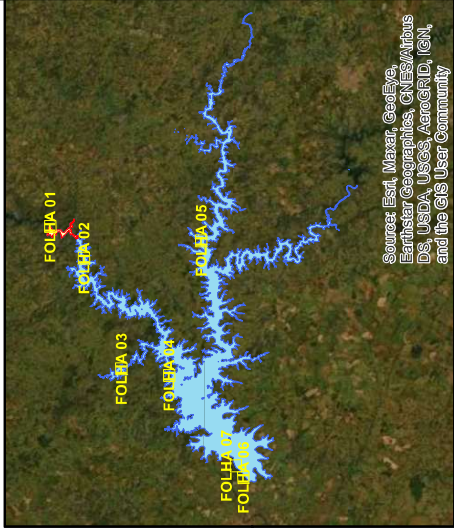 FOLHA 01
FOLHA 02
FOLHA 03
FOLHA 04
FOLHA 05
FOLHA 07
FOLHA 06
Source: Esri, Maxar, GeoEye,
Earthstar Geographics, CNES/Airbus
DS, USDA, USGS, AeroGRID, IGN,
and the GIS User Community